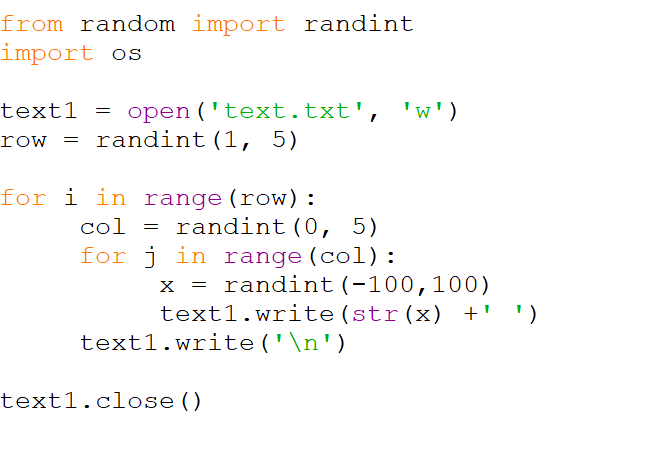 from random import randint
import os

text1 = open('text.txt', 'w')
row = randint(1, 5)

for i in range(row):
     col = randint(0, 5)
     for j in range(col):
          x = randint(-100,100)
          text1.write(str(x) +' ')
     text1.write('\n')

text1.close()